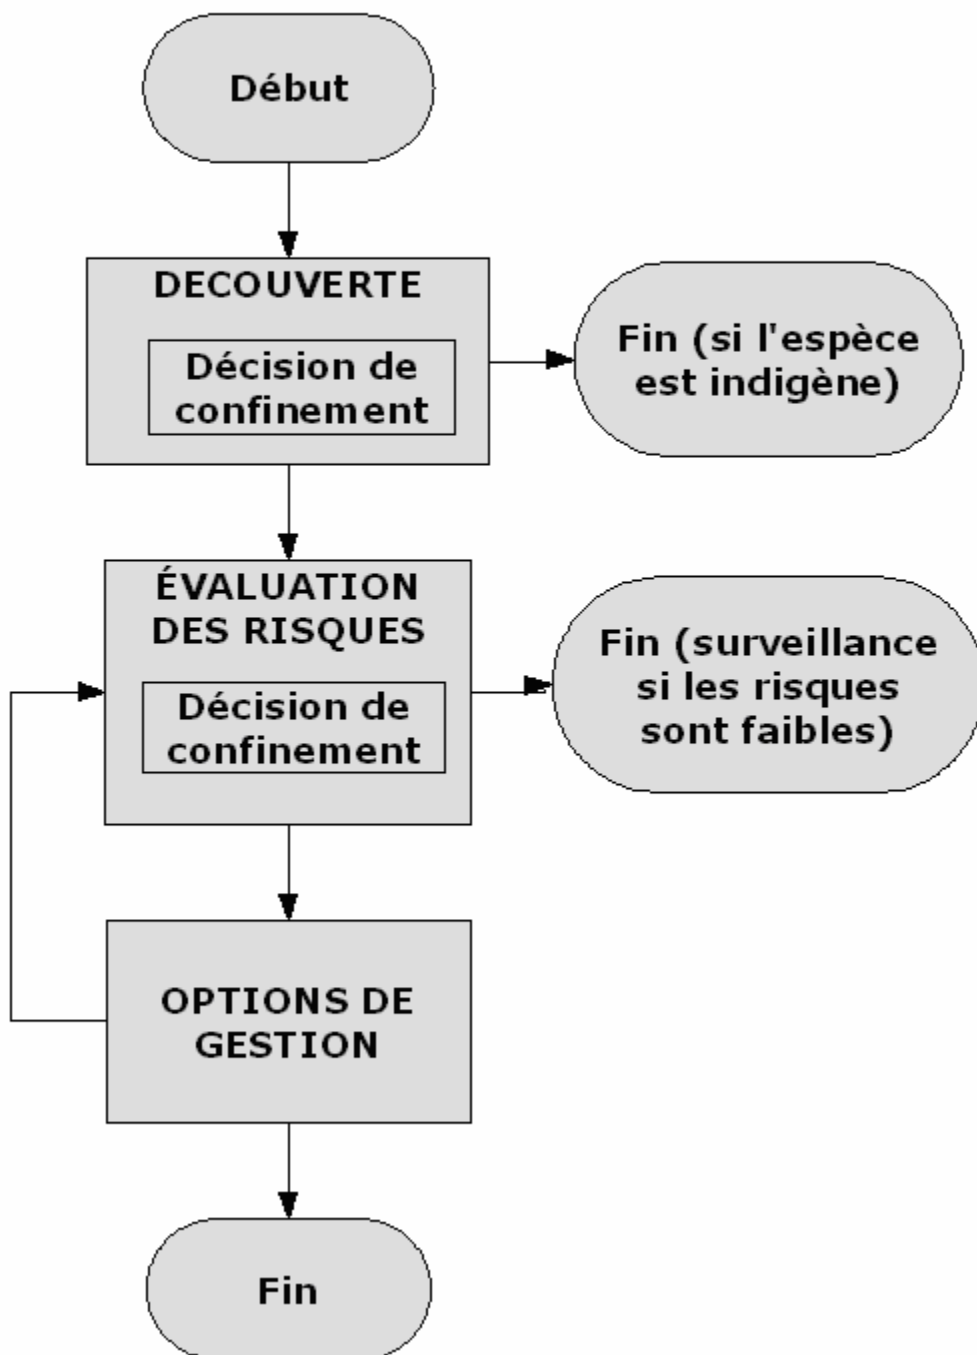 Début
DECOUVERTE
Décision de
confinement
Fin (si l'espèce
est indigène)
ÉVALUATION
DES RISQUES
Décision de
confinement
Fin (surveillance
si les risques
sont faibles)
OPTIONS DE
GESTION
Fin